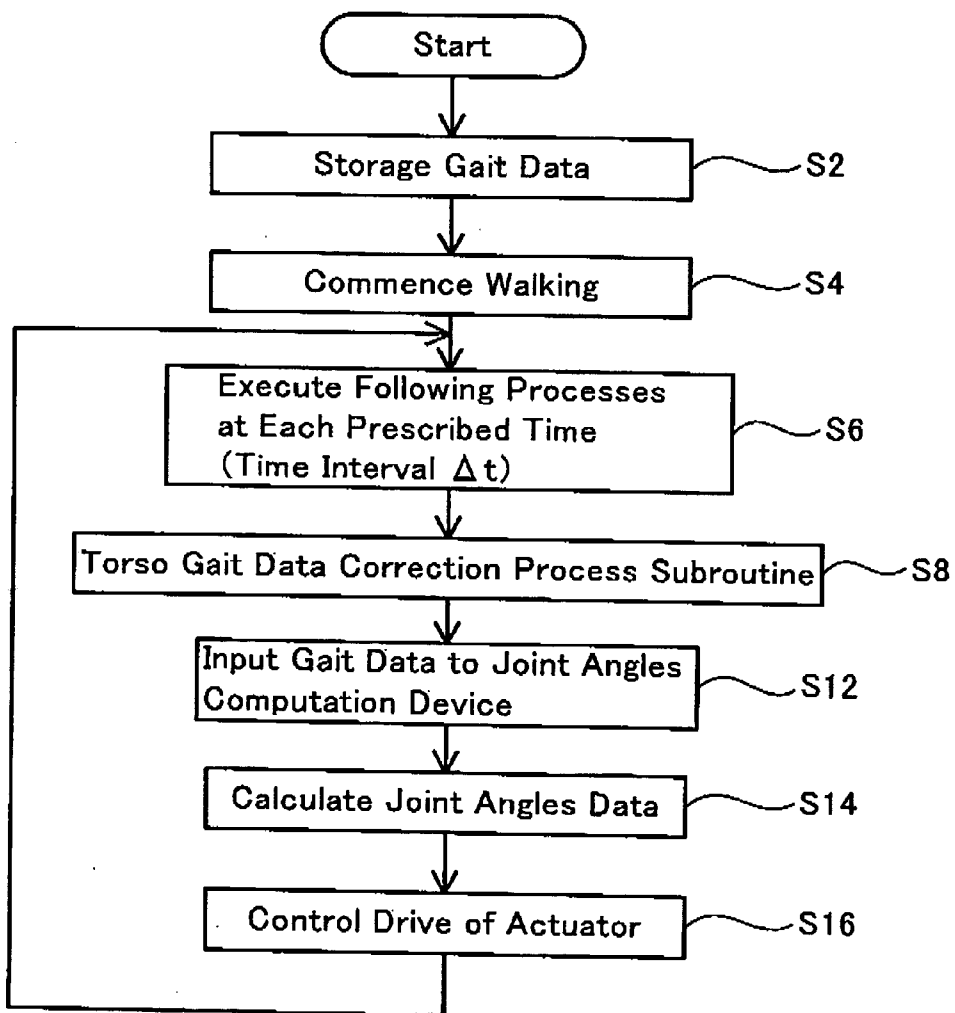 Start
Storage Gait Data
S2
Commence Walking
S4
Execute Following Processes
at Each Prescribed Time
(Time Interval Δt)
S6
Torso Gait Data Correction Process Subroutine
S8
Input Gait Data to Joint Angles
Computation Device
S12
Calculate Joint Angles Data
S14
Control Drive of Actuator
S16